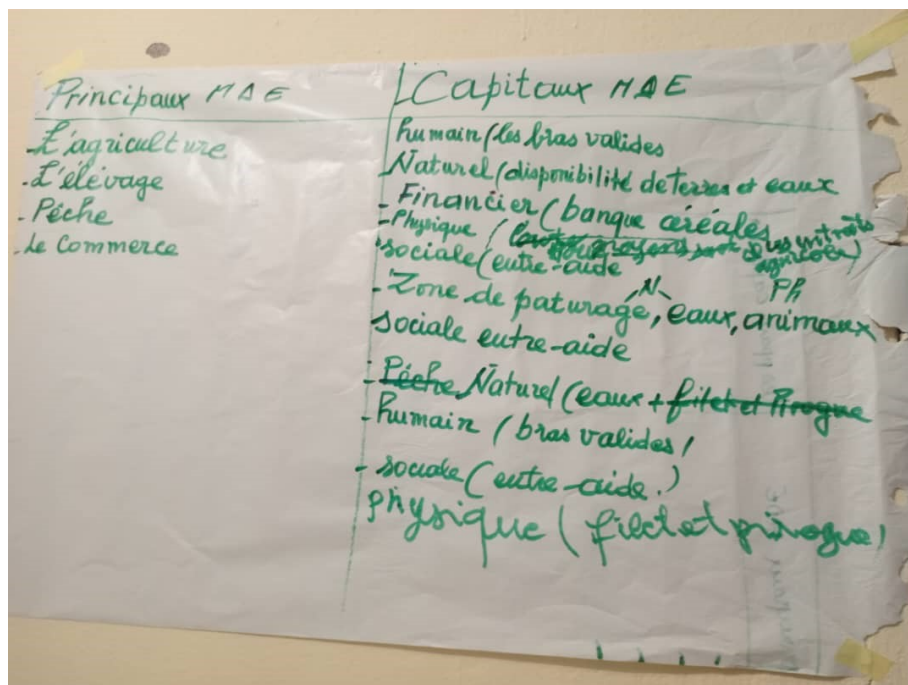 Principaux MAE
- L'agriculture
- L'élévage
- Pêche
- Le Commerce
Capitaux MAE
humain (les bras valides
Naturel (disponibilité de Terres et eaux
- Financier (banque céréales
- Physique ( des intrants
agricoles)
sociale (entre-aide
N Ph
- Zone de paturage, eaux, animaux
sociale entre-aide
- Pêche Naturel (eaux + filet et Pirogue
- humain ( bras valides)
- sociale ( entre-aide.)
physique ( filet et pirogue)